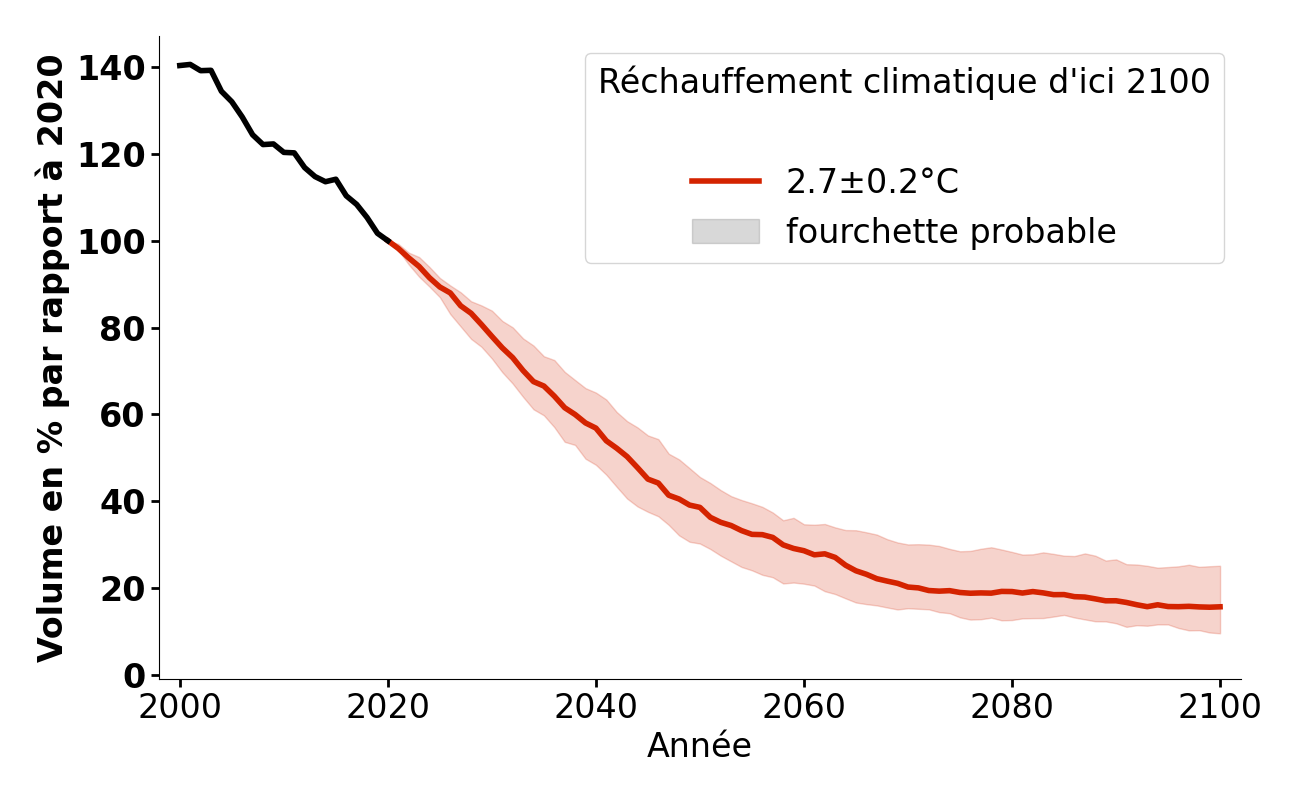 Volume en % par rapport à 2020
140
120
100
80
60
40
20
0
Réchauffement climatique d'ici 2100
2.7±0.2°C
fourchette probable
2000 2020 2040 2060 2080 2100
Année